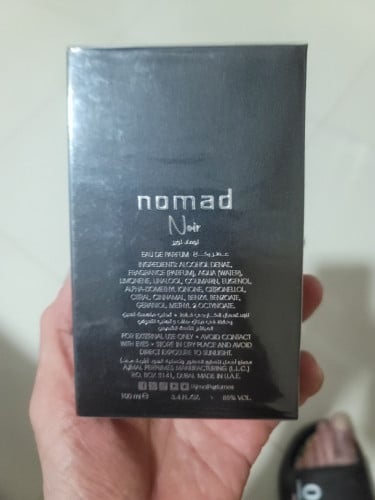 nomad
Noir
نوماد نوير
EAU DE PARFUM
INGREDIENTS: ALCOHOL DENAT.,
FRAGRANCE (PARFUM), AQUA (WATER),
LIMONENE, LINALOOL, COUMARIN, EUGENOL,
ALPHA-ISOMETHYL IONONE, CITRONELLOL,
CITRAL, CINNAMAL, BENZYL BENZOATE,
GERANIOL, METHYL 2-OCTYNOATE.
FOR EXTERNAL USE ONLY • AVOID CONTACT
WITH EYES • STORE IN DRY PLACE AND AVOID
DIRECT EXPOSURE TO SUNLIGHT.
AJMAL PERFUMES MANUFACTURING (L.L.C.)
P.O. BOX 3141, DUBAI. MADE IN U.A.E.
AjmalPerfumes
100 ml e 3.4 FL.OZ. 85% VOL.